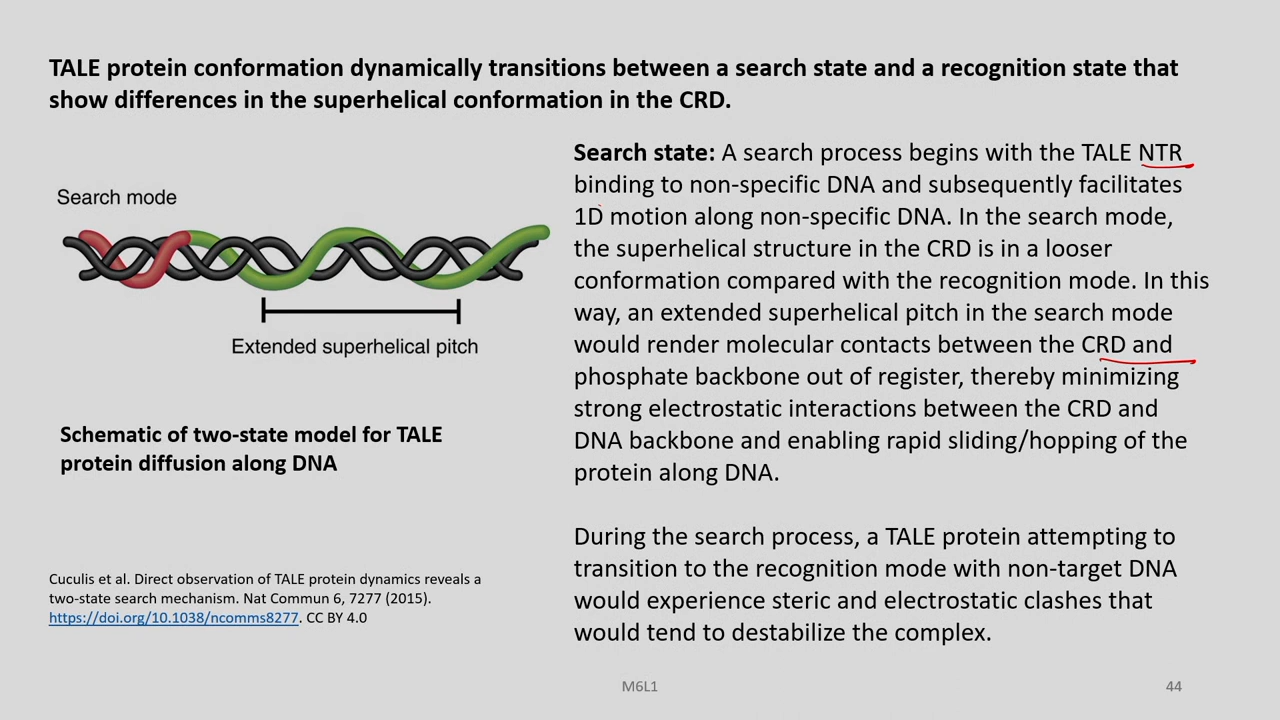 TALE protein conformation dynamically transitions between a search state and a recognition state that
show differences in the superhelical conformation in the CRD.
Search mode
Extended superhelical pitch
Schematic of two-state model for TALE
protein diffusion along DNA
Cuculis et al. Direct observation of TALE protein dynamics reveals a
two-state search mechanism. Nat Commun 6, 7277 (2015).
https://doi.org/10.1038/ncomms8277. CC BY 4.0
Search state: A search process begins with the TALE NTR
binding to non-specific DNA and subsequently facilitates
1D motion along non-specific DNA. In the search mode,
the superhelical structure in the CRD is in a looser
conformation compared with the recognition mode. In this
way, an extended superhelical pitch in the search mode
would render molecular contacts between the CRD and
phosphate backbone out of register, thereby minimizing
strong electrostatic interactions between the CRD and
DNA backbone and enabling rapid sliding/hopping of the
protein along DNA.
During the search process, a TALE protein attempting to
transition to the recognition mode with non-target DNA
would experience steric and electrostatic clashes that
would tend to destabilize the complex.
M6L1
44